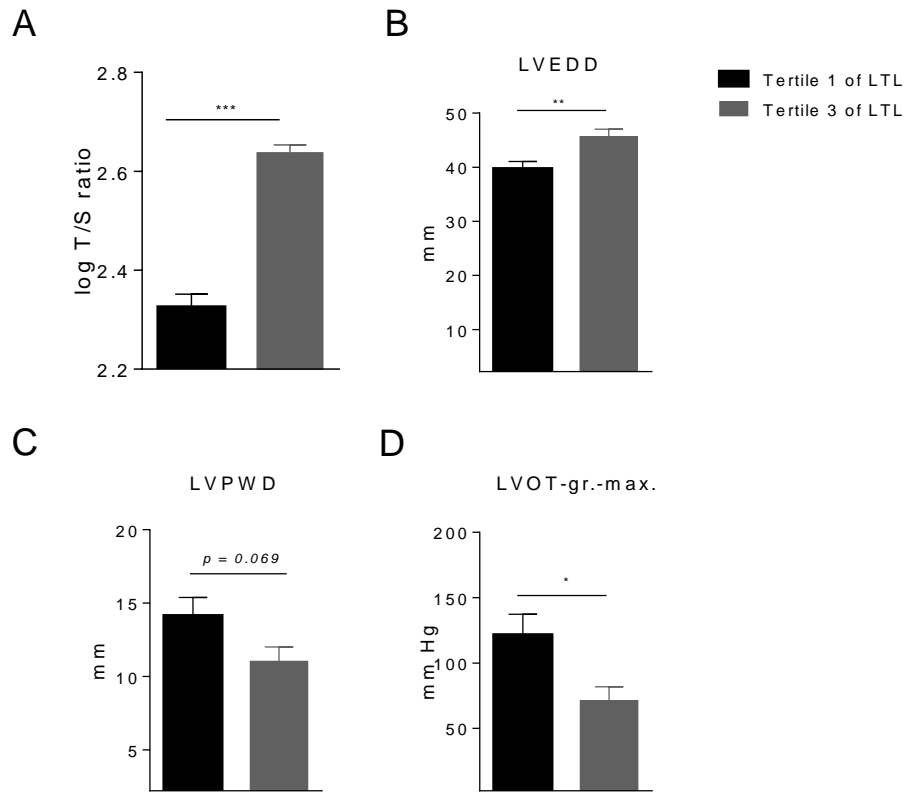 A
log T/S ratio
2.8
2.6
2.4
2.2
***
B
LVEDD
mm
50
40
30
20
10
**
Tertile 1 of LTL
Tertile 3 of LTL
C
LVPWD
mm
20
15
10
5
p = 0.069
D
LVOT-gr.-max.
mm Hg
200
150
100
50
*